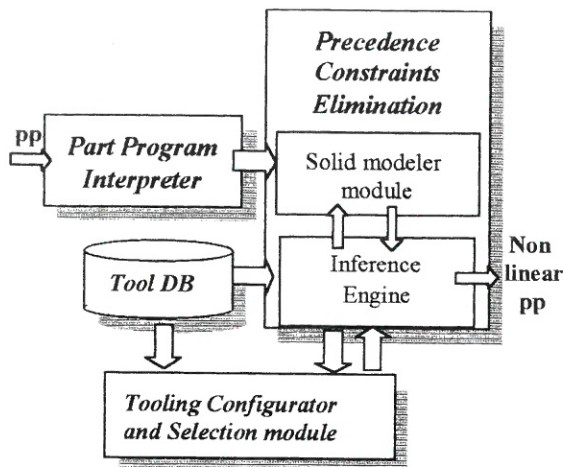 Precedence
Constraints
Elimination
pp
Part Program
Interpreter
Solid modeler
module
Tool DB
Inference
Engine
Non
linear
pp
Tooling Configurator
and Selection module